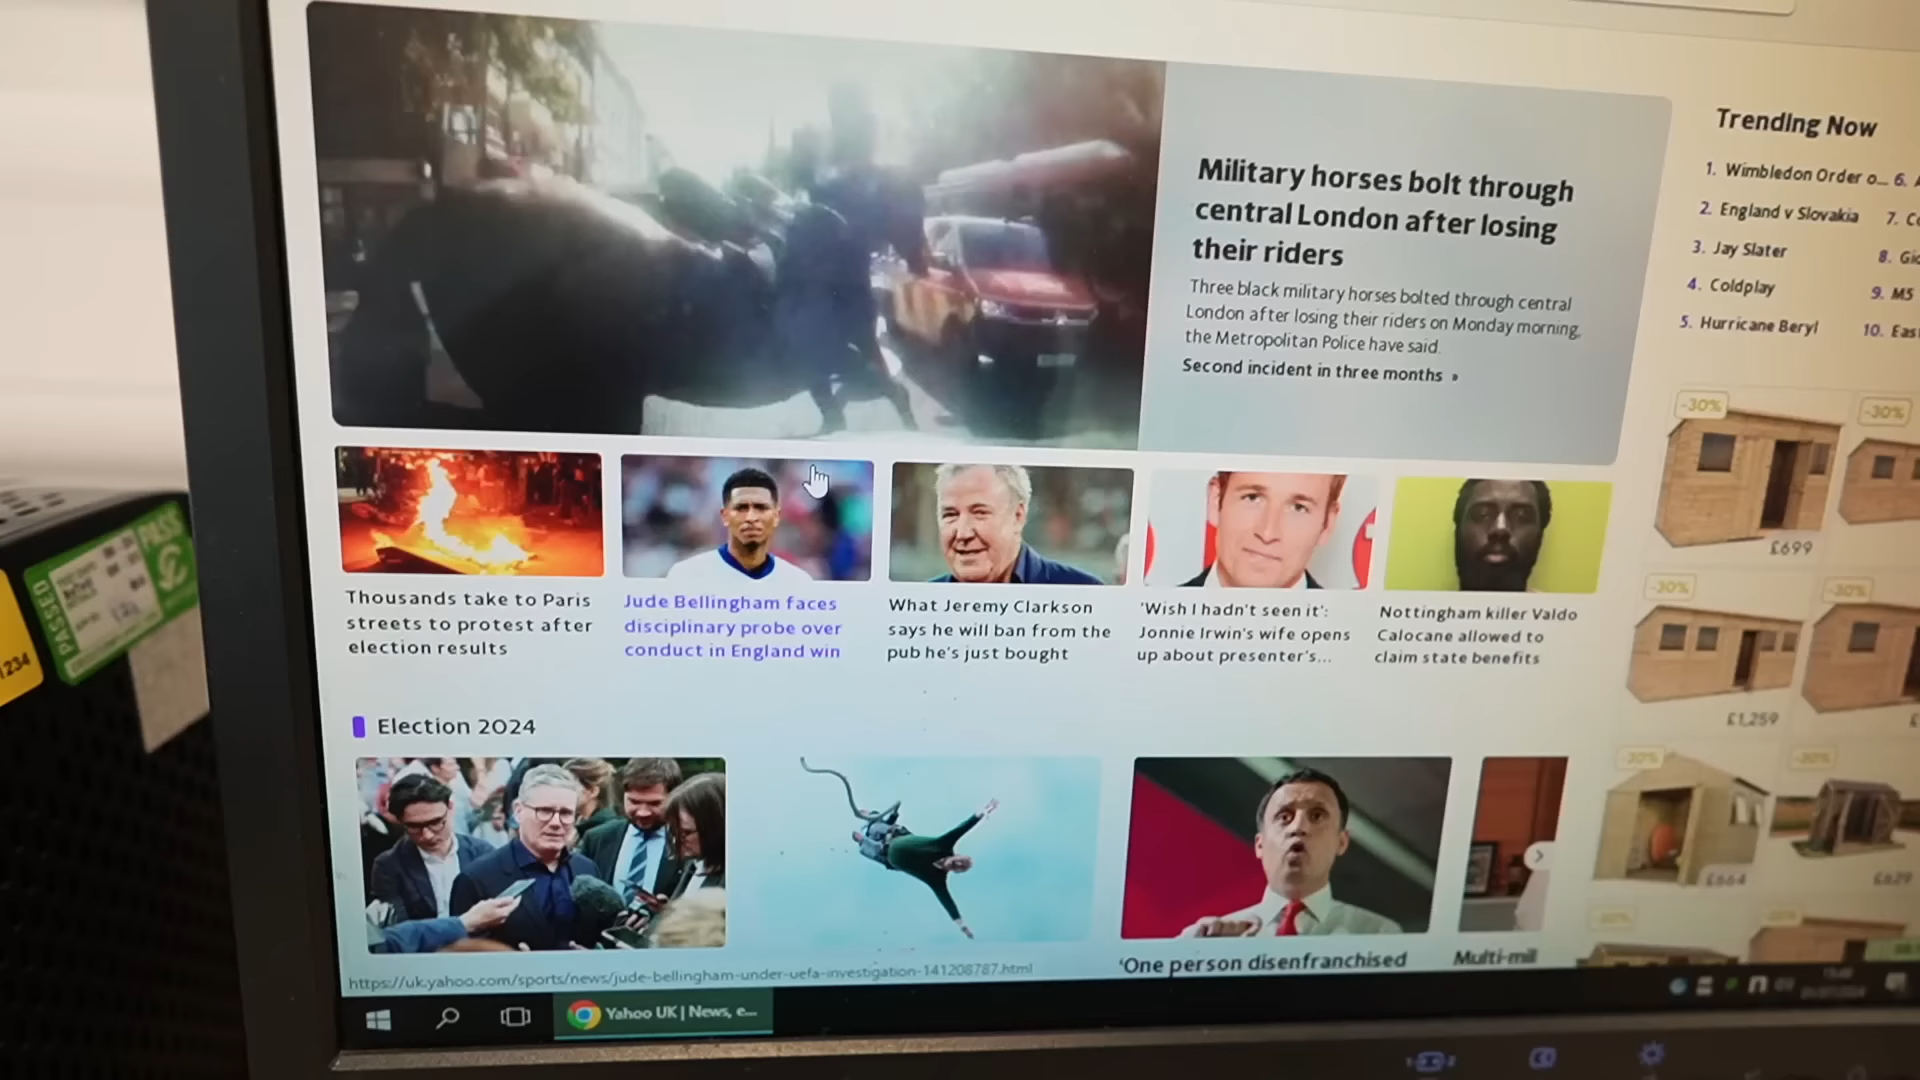 Military horses bolt through
central London after losing
their riders
Three black military horses bolted through central
London after losing their riders on Monday morning,
the Metropolitan Police have said.
Second incident in three months »
Trending Now
1. Wimbledon Order o... 6.
2. England v Slovakia 7.
3. Jay Slater 8.
4. Coldplay 9. M5
5. Hurricane Beryl 10.
-30%
-30%
£699
-30%
-30%
£1,259
-30%
-30%
£664
£629
Thousands take to Paris
streets to protest after
election results
Jude Bellingham faces
disciplinary probe over
conduct in England win
What Jeremy Clarkson
says he will ban from the
pub he's just bought
'Wish I hadn't seen it':
Jonnie Irwin's wife opens
up about presenter's...
Nottingham killer Valdo
Calocane allowed to
claim state benefits
Election 2024
'One person disenfranchised
Multi-mil
https://uk.yahoo.com/sports/news/jude-bellingham-under-uefa-investigation-141208787.html
Yahoo UK | News, e...
PASSED
PASS
1234